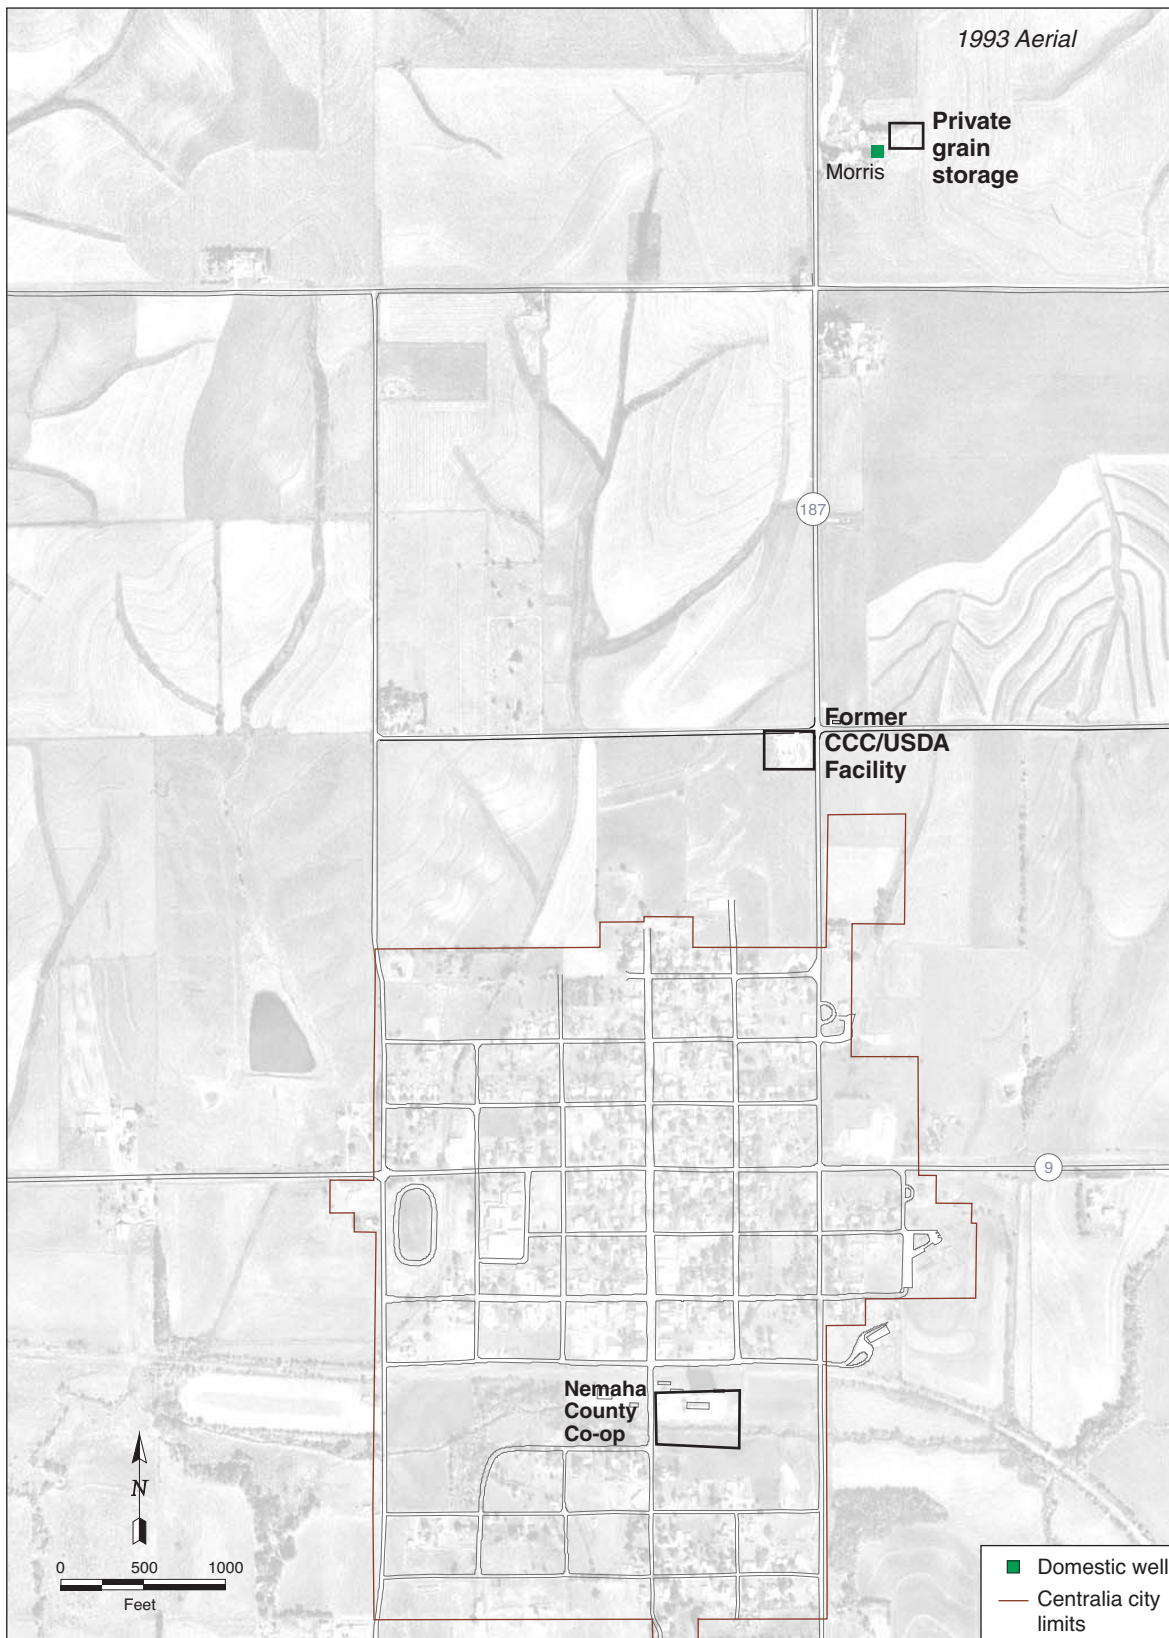 1993 Aerial
Private
grain
storage
Morris
187
Former
CCC/USDA
Facility
9
Nemaha
County
Co-op
N
0 500 1000
Feet
Domestic well
Centralia city
limits